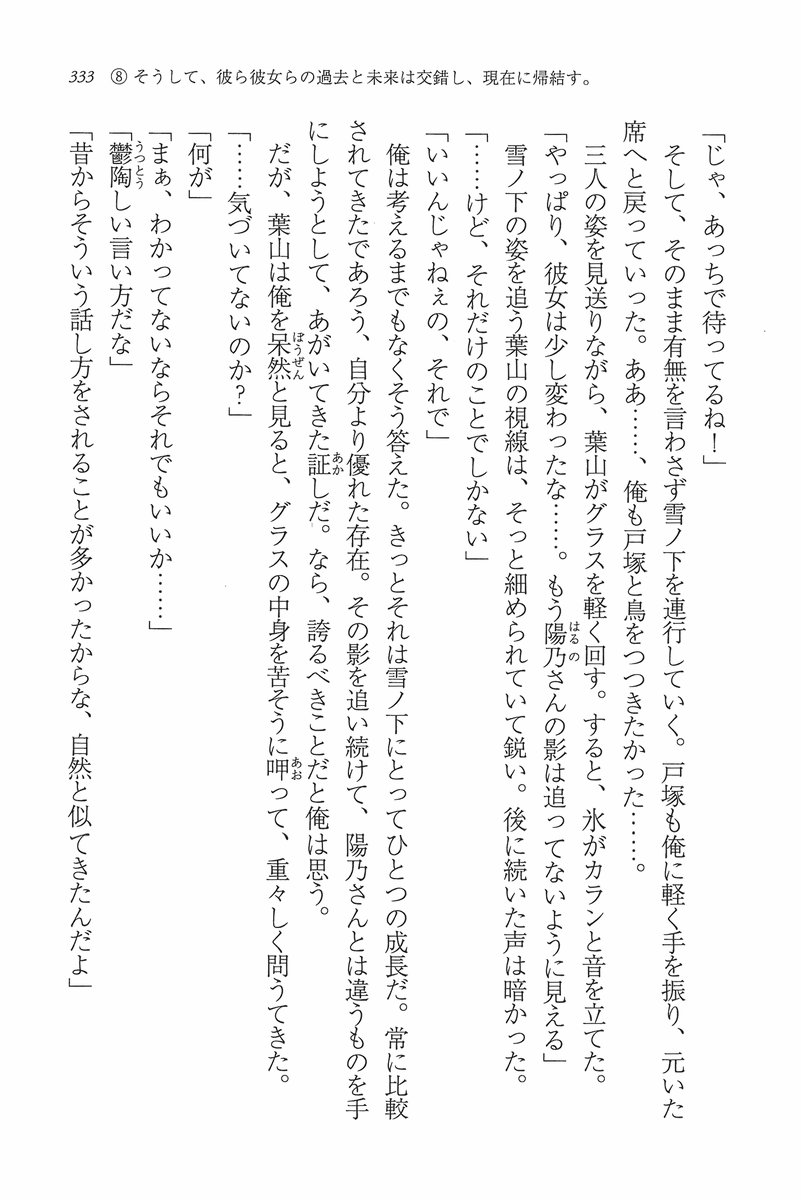 333 ⑧ そうして、彼ら彼女らの過去と未来は交錯し、現在に帰結す。
「じゃ、あっちで待ってるね！」
そして、そのまま有無を言わさず雪ノ下を連行していく。戸塚も俺に軽く手を振り、元いた
席へと戻っていった。ああ……、俺も戸塚と鳥をつつきたかった……。
三人の姿を見送りながら、葉山がグラスを軽く回す。すると、氷がカランと音を立てた。
「やっぱり、彼女は少し変わったな……。もう陽乃さんの影は追ってないように見える」
雪ノ下の姿を追う葉山の視線は、そっと細められていて鋭い。後に続いた声は暗かった。
「……けど、それだけのことでしかない」
「いいんじゃねぇの、それで」
俺は考えるまでもなくそう答えた。きっとそれは雪ノ下にとってひとつの成長だ。常に比較
されてきたであろう、自分より優れた存在。その影を追い続けて、陽乃さんとは違うものを手
にしようとして、あがいてきた証しだ。なら、誇るべきことだと俺は思う。
だが、葉山は俺を呆然と見ると、グラスの中身を苦そうに呷って、重々しく問うてきた。
「……気づいてないのか？」
「何が」
「まぁ、わかってないならそれでもいいか……」
「鬱陶しい言い方だな」
「昔からそういう話し方をされることが多かったからな、自然と似てきたんだよ」